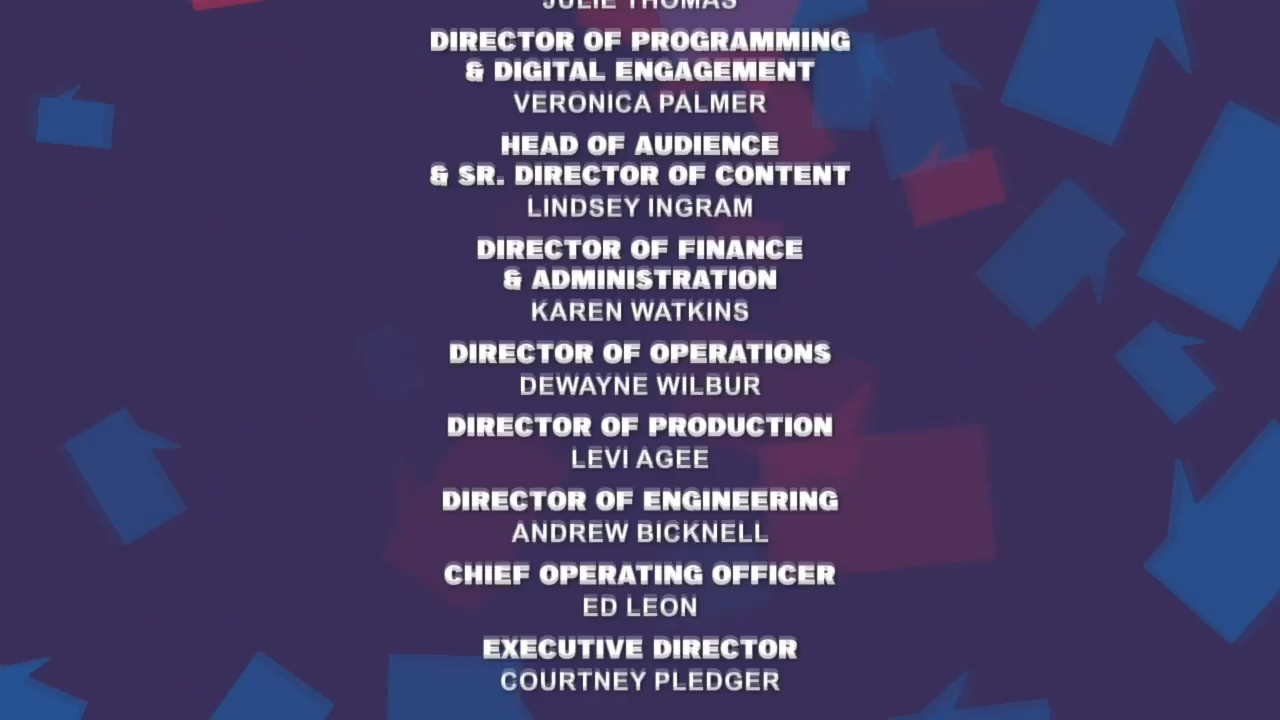 JULIE THOMAS
DIRECTOR OF PROGRAMMING
& DIGITAL ENGAGEMENT
VERONICA PALMER
HEAD OF AUDIENCE
& SR. DIRECTOR OF CONTENT
LINDSEY INGRAM
DIRECTOR OF FINANCE
& ADMINISTRATION
KAREN WATKINS
DIRECTOR OF OPERATIONS
DEWAYNE WILBUR
DIRECTOR OF PRODUCTION
LEVI AGEE
DIRECTOR OF ENGINEERING
ANDREW BICKNELL
CHIEF OPERATING OFFICER
ED LEON
EXECUTIVE DIRECTOR
COURTNEY PLEDGER